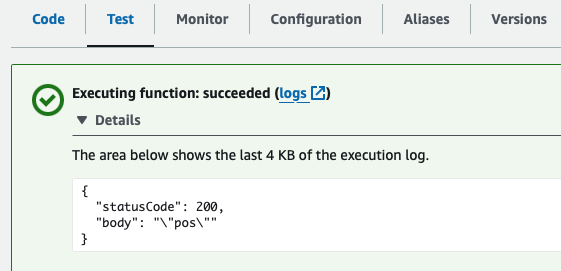 Code Test Monitor Configuration Aliases Versions
Executing function: succeeded (logs)
▼ Details
The area below shows the last 4 KB of the execution log.
{
  "statusCode": 200,
  "body": "\"pos\""
}